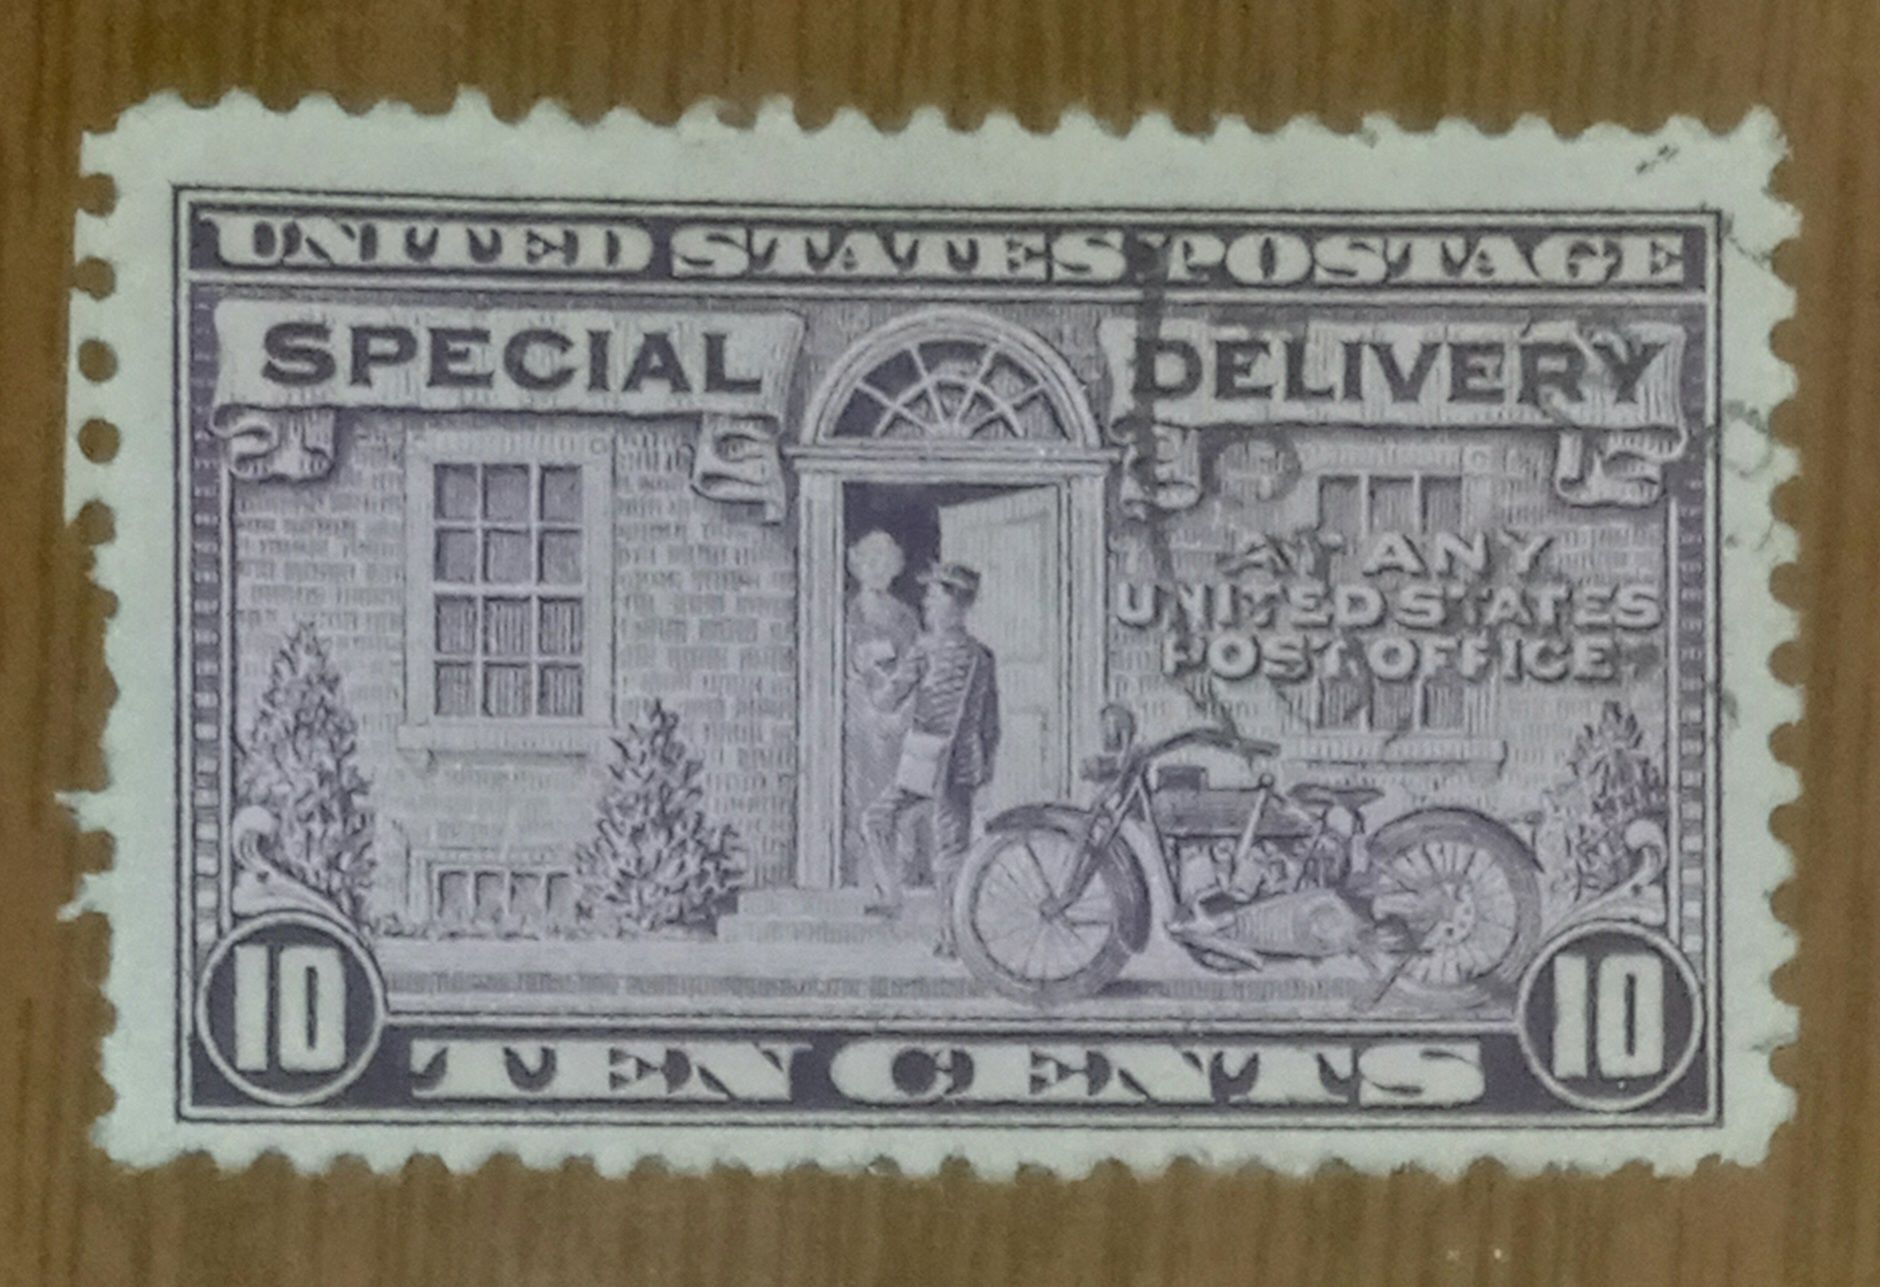 UNITED STATES POSTAGE
SPECIAL DELIVERY
AT ANY
UNITED STATES
POST OFFICE
10 10
TEN CENTS